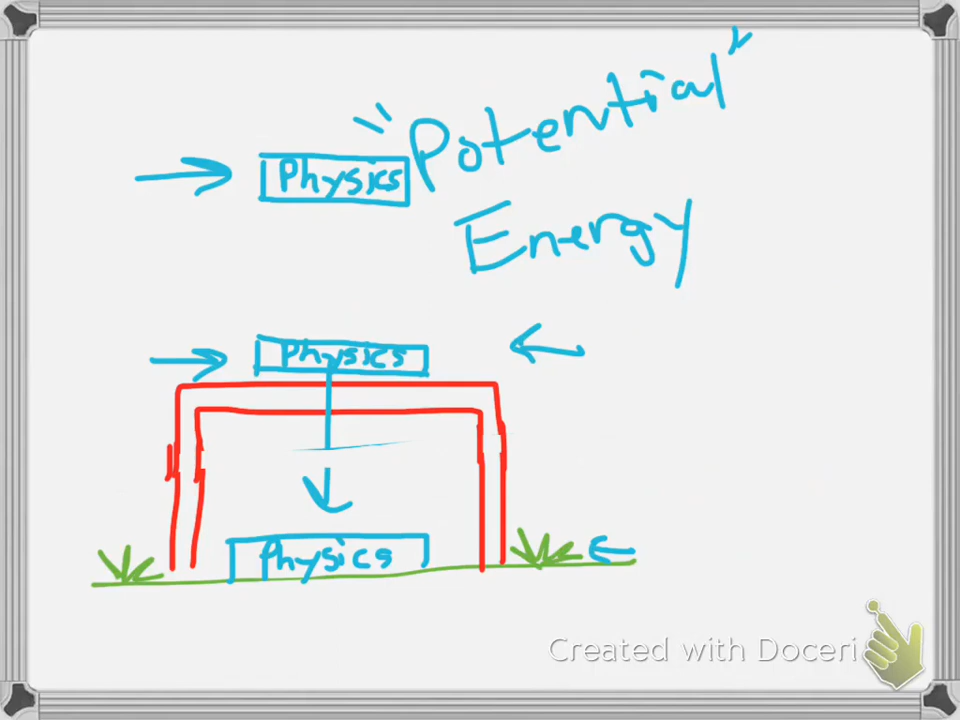 "Potential"
Physics
Energy
Physics
Physics
Created with Doceri